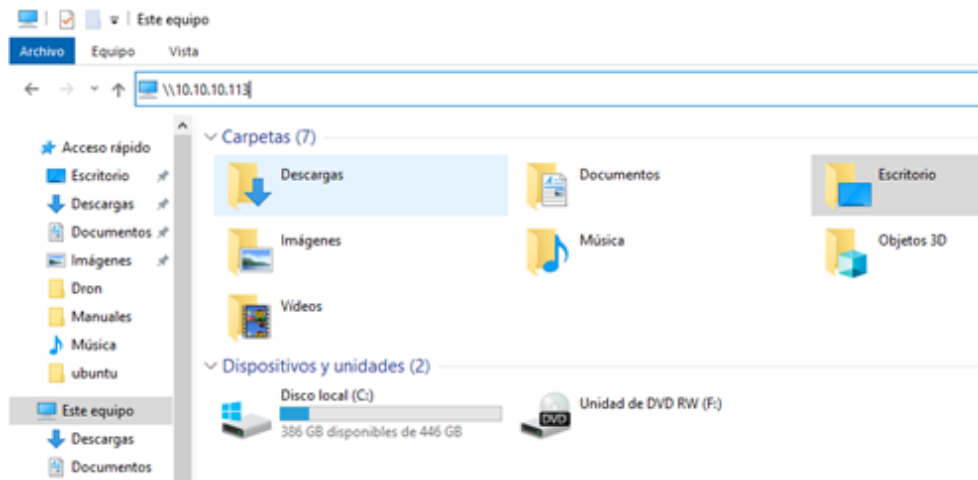 Este equipo
Archivo Equipo Vista
\\10.10.10.113
Acceso rápido
Escritorio
Descargas
Documentos
Imágenes
Dron
Manuales
Música
ubuntu
Este equipo
Descargas
Documentos
Carpetas (7)
Descargas Documentos Escritorio
Imágenes Música Objetos 3D
Vídeos
Dispositivos y unidades (2)
Disco local (C:)
386 GB disponibles de 446 GB
DVD
Unidad de DVD RW (F:)